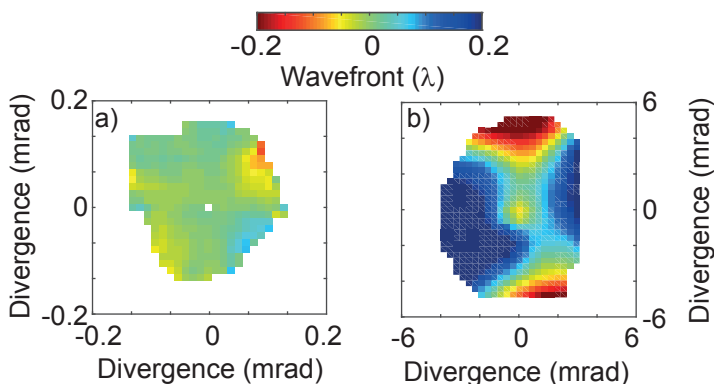 -0.2 0 0.2
Wavefront (λ)
a)
Divergence (mrad)
0.2
0
-0.2
-0.2 0 0.2
Divergence (mrad)
b)
6
0
-6
Divergence (mrad)
-6 0 6
Divergence (mrad)